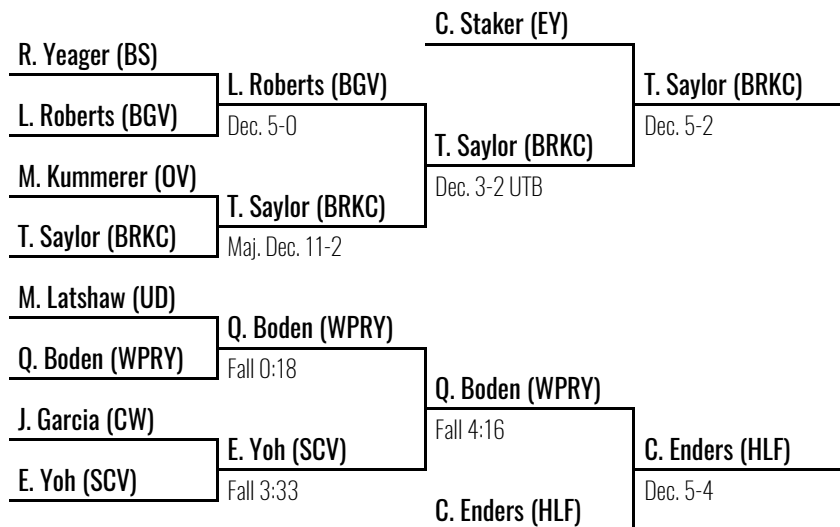 C. Staker (EY)
R. Yeager (BS)
L. Roberts (BGV)
T. Saylor (BRKC)
L. Roberts (BGV)
Dec. 5-0
Dec. 5-2
T. Saylor (BRKC)
M. Kummerer (OV)
Dec. 3-2 UTB
T. Saylor (BRKC)
T. Saylor (BRKC)
Maj. Dec. 11-2
M. Latshaw (UD)
Q. Boden (WPRY)
Q. Boden (WPRY)
Fall 0:18
Q. Boden (WPRY)
J. Garcia (CW)
Fall 4:16
E. Yoh (SCV)
C. Enders (HLF)
E. Yoh (SCV)
Fall 3:33
Dec. 5-4
C. Enders (HLF)